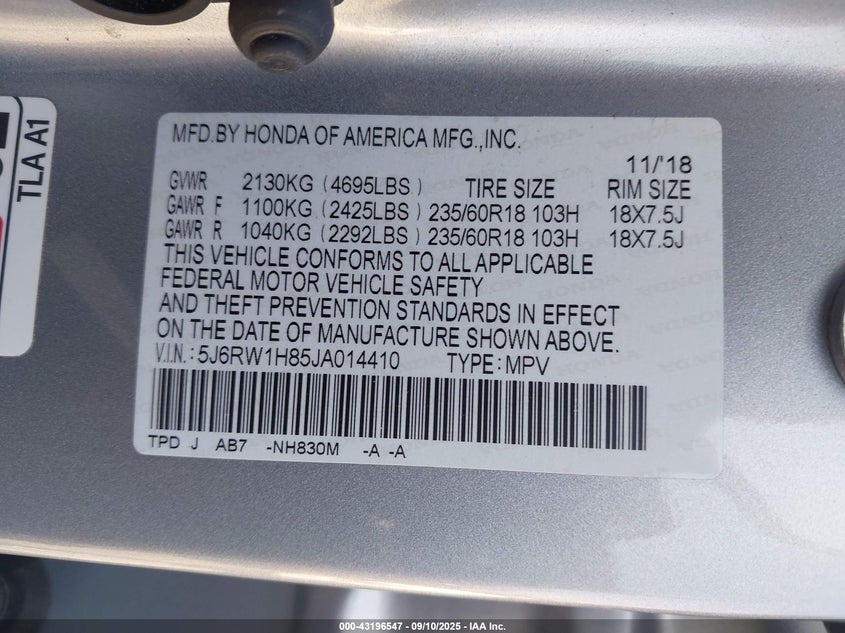 TLA A1
MFD.BY HONDA OF AMERICA MFG.,INC.
11/'18
GVWR 2130KG (4695LBS) TIRE SIZE RIM SIZE
GAWR F 1100KG (2425LBS) 235/60R18 103H 18X7.5J
GAWR R 1040KG (2292LBS) 235/60R18 103H 18X7.5J
THIS VEHICLE CONFORMS TO ALL APPLICABLE
FEDERAL MOTOR VEHICLE SAFETY
AND THEFT PREVENTION STANDARDS IN EFFECT
ON THE DATE OF MANUFACTURE SHOWN ABOVE.
V.I.N.: 5J6RW1H85JA014410 TYPE: MPV
TPD J AB7 -NH830M -A -A
000-43196547 - 09/10/2025 - IAA Inc.